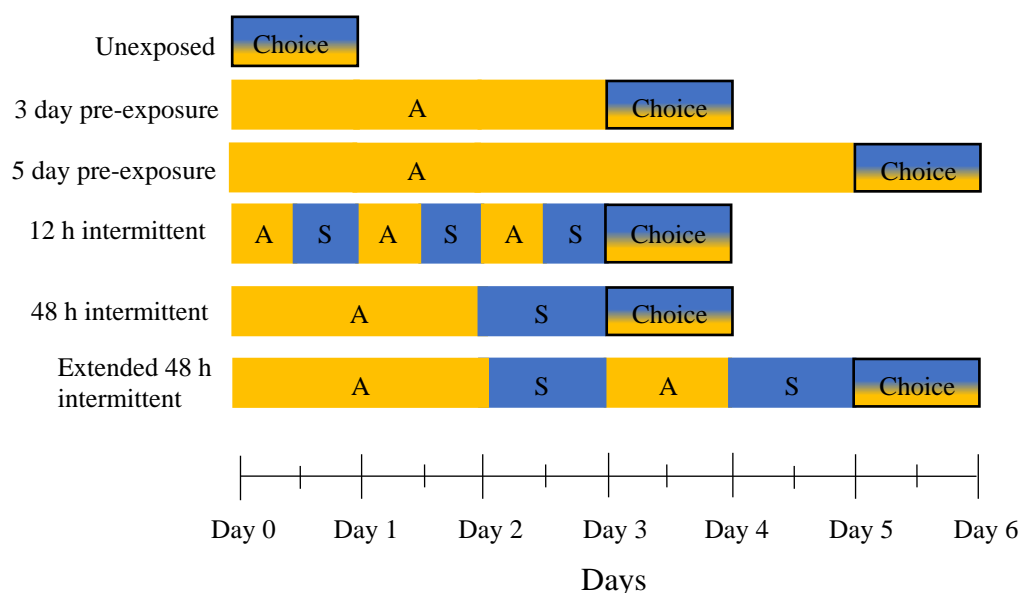 Unexposed
Choice
3 day pre-exposure
A
Choice
5 day pre-exposure
A
Choice
12 h intermittent
A S A S A S Choice
48 h intermittent
A S Choice
Extended 48 h
intermittent
A S A S Choice
Day 0 Day 1 Day 2 Day 3 Day 4 Day 5 Day 6
Days